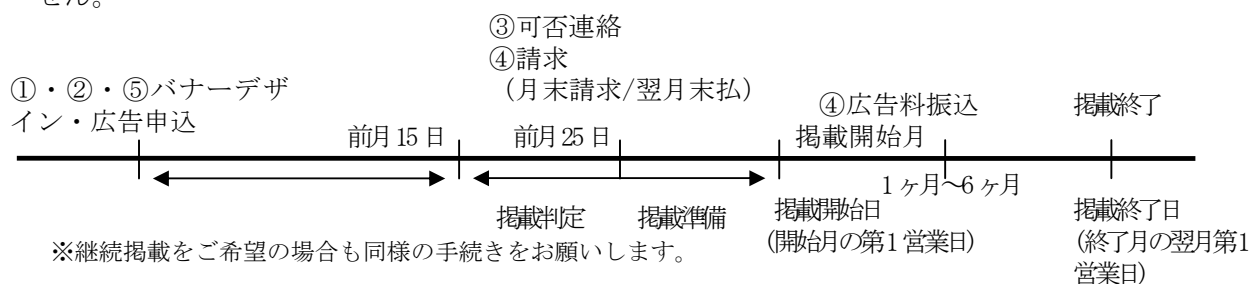 せん。
③可否連絡
④請求
（月末請求/翌月末払）
①・②・⑤バナーデザ
イン・広告申込
④広告料振込
掲載開始月
掲載終了
前月15日
前月25日
1ヶ月~6ヶ月
掲載判定
掲載準備
掲載開始日
（開始月の第1営業日）
掲載終了日
（終了月の翌月第1
営業日）
※継続掲載をご希望の場合も同様の手続きをお願いします。